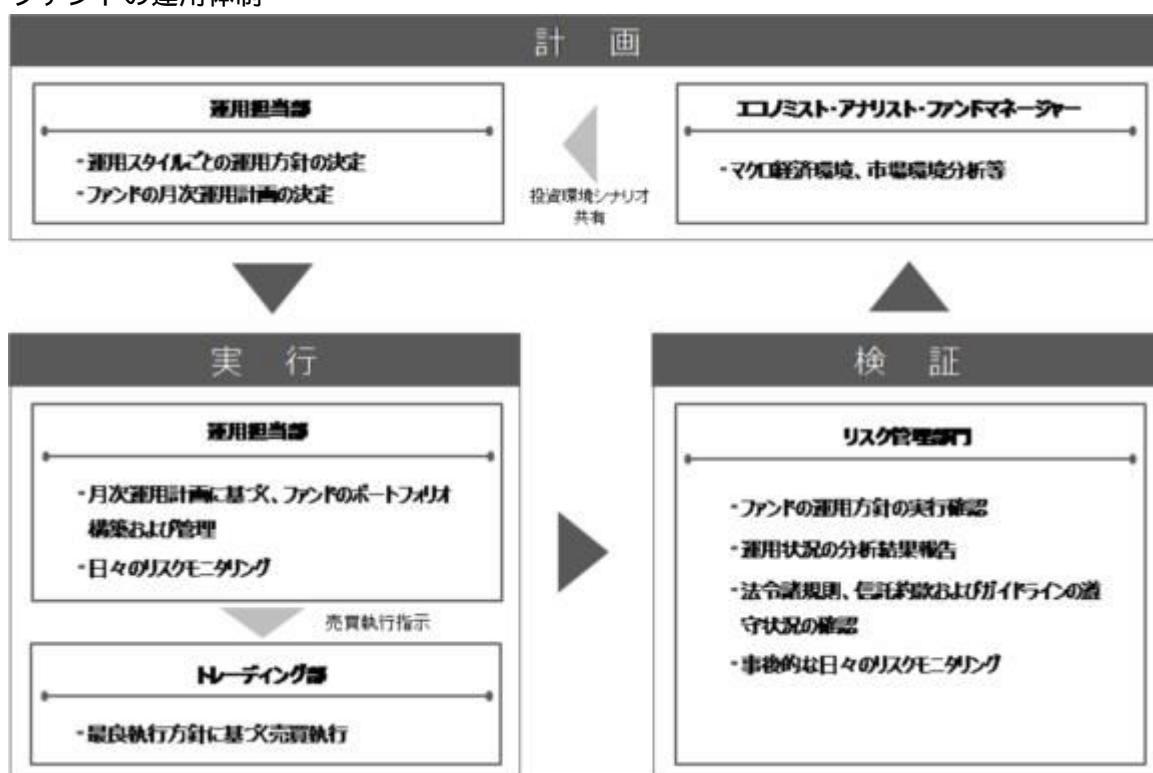 ファンドの運用体制
計 画
運用担当部
・運用スタイルごとの運用方針の決定
・ファンドの月次運用計画の決定
投資環境シナリオ
共有
エコノミスト・アナリスト・ファンドマネージャー
・マクロ経済環境、市場環境分析等
実 行
運用担当部
・月次運用計画に基づく、ファンドのポートフォリオ
構築および管理
・日々のリスクモニタリング
売買執行指示
トレーディング部
・最良執行方針に基づく売買執行
検 証
リスク管理部門
・ファンドの運用方針の実行確認
・運用状況の分析結果報告
・法令諸規則、信託約款およびガイドラインの遵
守状況の確認
・事後的な日々のリスクモニタリング